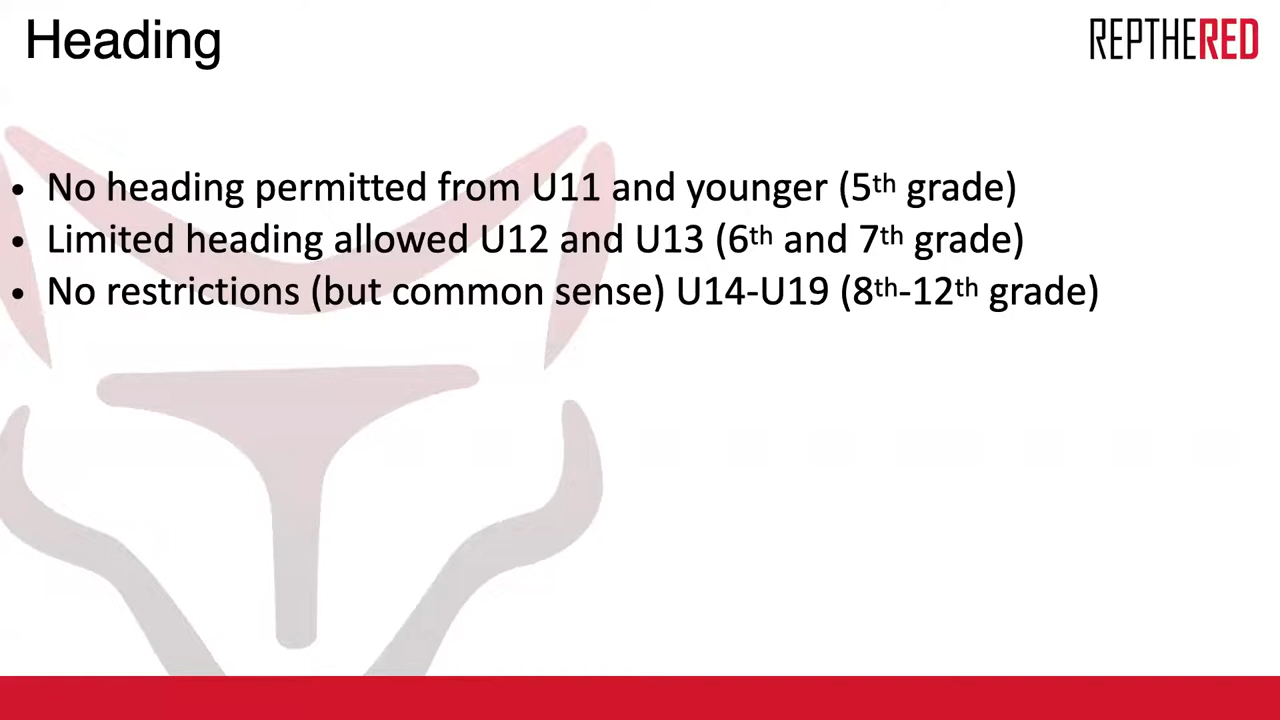 Heading
REPTHERED
• No heading permitted from U11 and younger (5th grade)
• Limited heading allowed U12 and U13 (6th and 7th grade)
• No restrictions (but common sense) U14-U19 (8th-12th grade)